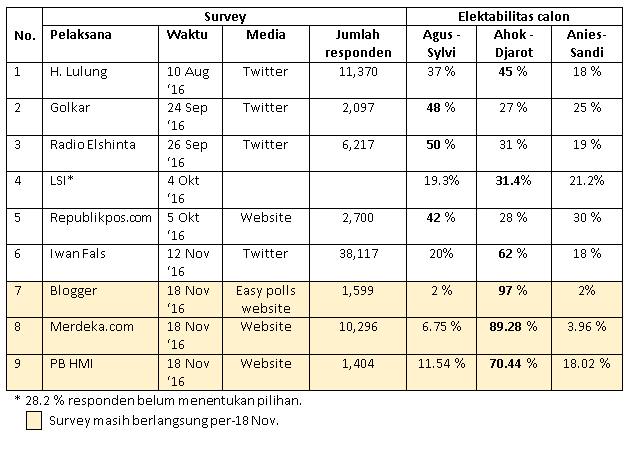 Survey Elektabilitas calon
No. Pelaksana Waktu Media Jumlah responden Agus - Sylvi Ahok - Djarot Anies- Sandi
1 H. Lulung 10 Aug ‘16 Twitter 11,370 37 % 45 % 18 %
2 Golkar 24 Sep ‘16 Twitter 2,097 48 % 27 % 25 %
3 Radio Elshinta 26 Sep ‘16 Twitter 6,217 50 % 31 % 19 %
4 LSI* 4 Okt ‘16 19.3% 31.4% 21.2%
5 Republikpos.com 5 Okt ‘16 Website 2,700 42 % 28 % 30 %
6 Iwan Fals 12 Nov ‘16 Twitter 38,117 20% 62 % 18 %
7 Blogger 18 Nov ‘16 Easy polls website 1,599 2 % 97 % 2%
8 Merdeka.com 18 Nov ‘16 Website 10,296 6.75 % 89.28 % 3.96 %
9 PB HMI 18 Nov ‘16 Website 1,404 11.54 % 70.44 % 18.02 %
* 28.2 % responden belum menentukan pilihan.
Survey masih berlangsung per-18 Nov.